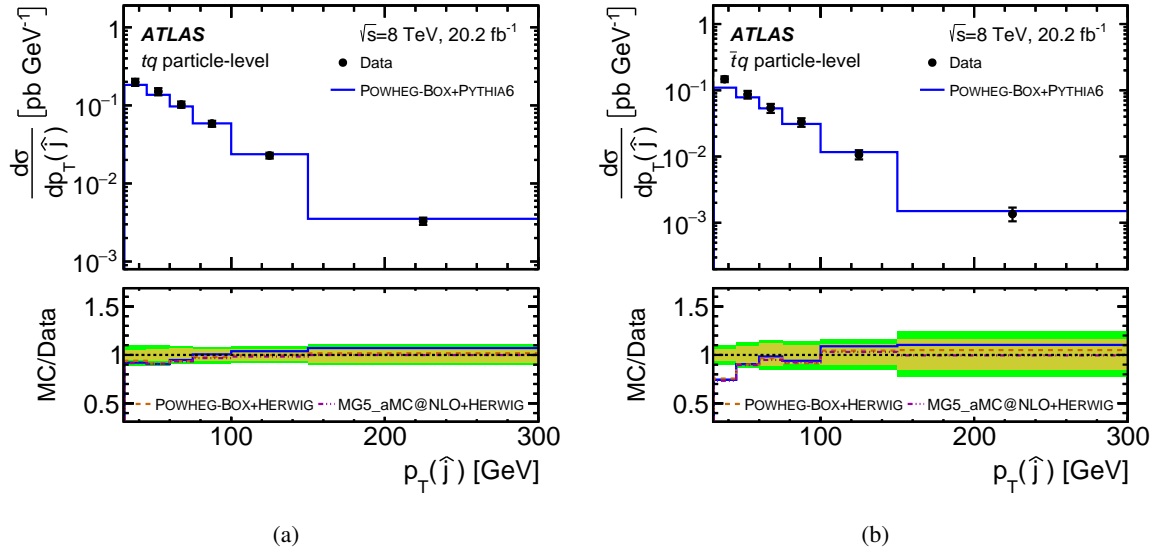 ATLAS
√s=8 TeV, 20.2 fb⁻¹
tq particle-level
Data
POWHEG-BOX+PYTHIA6
dσ/dp_T(ĵ) [pb GeV⁻¹]
10⁻¹
10⁻²
10⁻³
MC/Data
1.5
1
0.5
POWHEG-BOX+HERWIG
MG5_aMC@NLO+HERWIG
100 200 300
p_T(ĵ) [GeV]
(a)
ATLAS
√s=8 TeV, 20.2 fb⁻¹
t̄q particle-level
Data
POWHEG-BOX+PYTHIA6
dσ/dp_T(ĵ) [pb GeV⁻¹]
10⁻¹
10⁻²
10⁻³
MC/Data
1.5
1
0.5
POWHEG-BOX+HERWIG
MG5_aMC@NLO+HERWIG
100 200 300
p_T(ĵ) [GeV]
(b)